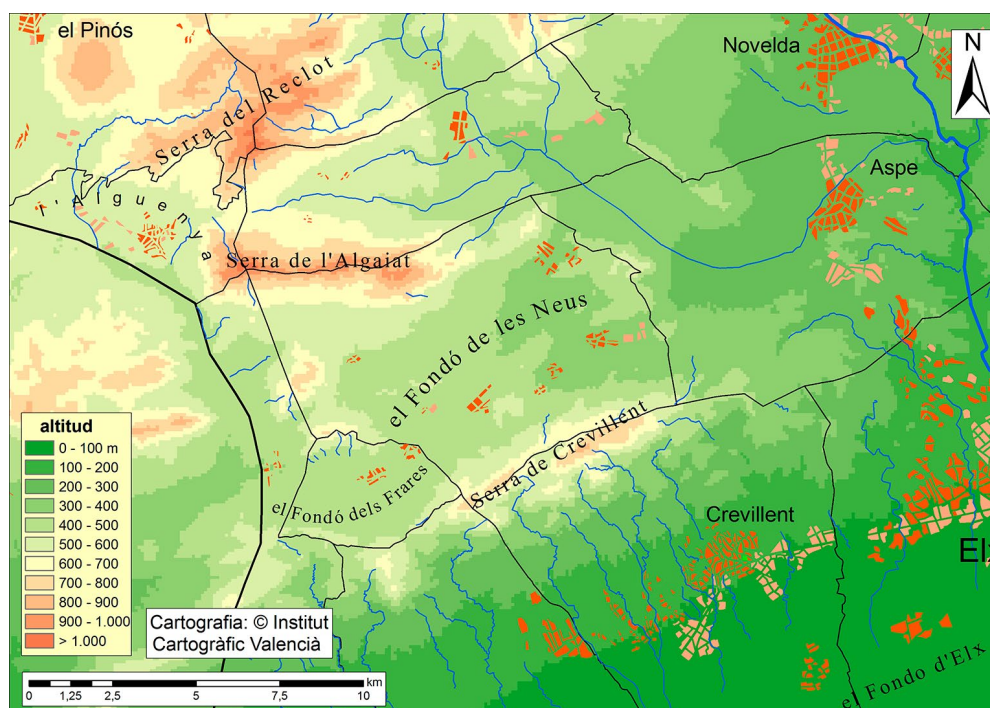 el Pinós
Novelda
N
Serra del Reclot
Aspe
l'Alguenya
Serra de l'Algaiat
el Fondó de les Neus
Serra de Crevillent
el Fondó dels Frares
Crevillent
El
el Fondo d'Elx
altitud
0 - 100 m
100 - 200
200 - 300
300 - 400
400 - 500
500 - 600
600 - 700
700 - 800
800 - 900
900 - 1.000
> 1.000
Cartografia: © Institut
Cartogràfic Valencià
km
0 1,25 2,5 5 7,5 10